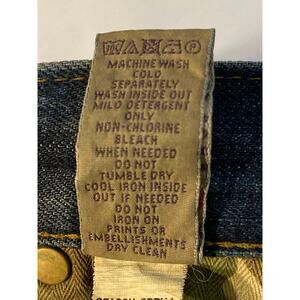 MACHINE WASH
COLD
SEPARATELY
WASH INSIDE OUT
MILD DETERGENT
ONLY
NON-CHLORINE
BLEACH
WHEN NEEDED
DO NOT
TUMBLE DRY
COOL IRON INSIDE
OUT IF NEEDED
DO NOT
IRON ON
PRINTS OR
EMBELLISHMENTS
DRY CLEAN